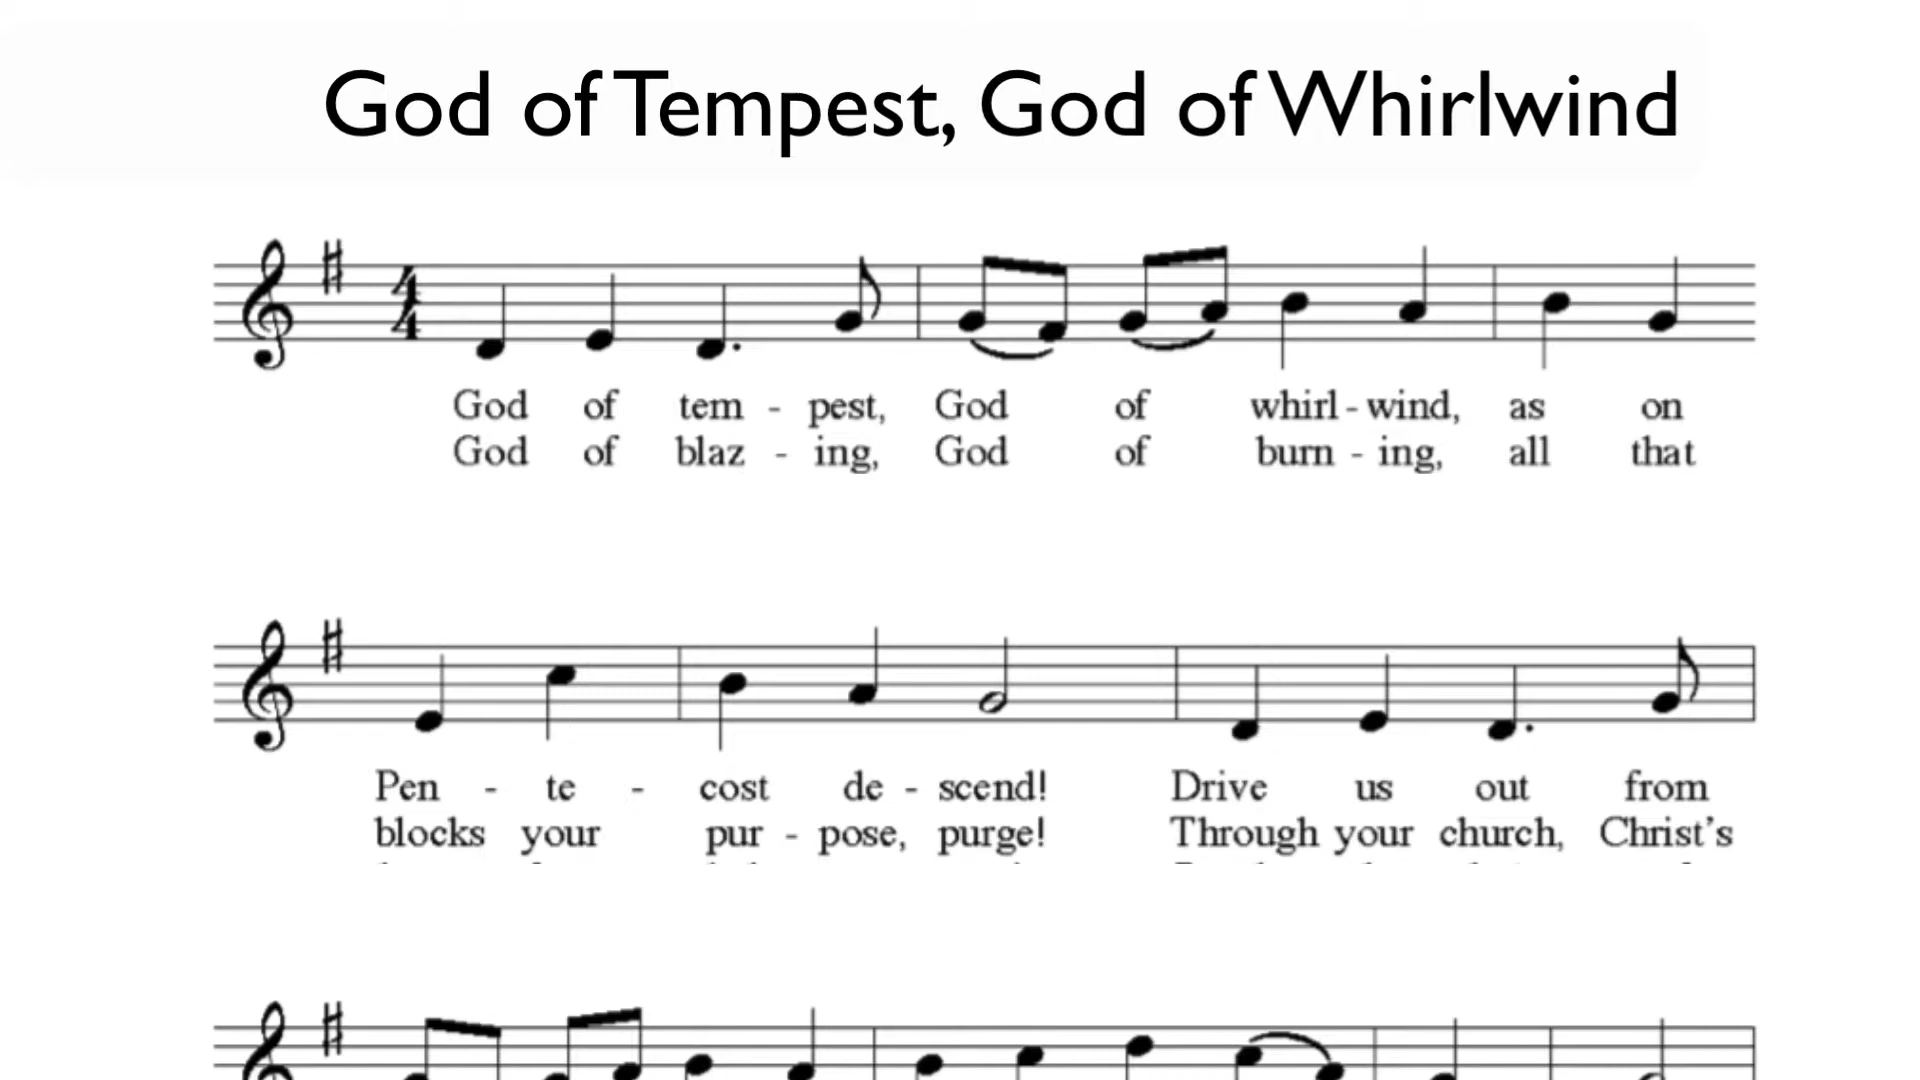 God of Tempest, God of Whirlwind
4
4
God of tem - pest, God of whirl - wind, as on
God of blaz - ing, God of burn - ing, all that
Pen - te - cost de - scend! Drive us out from
blocks your pur - pose, purge! Through your church, Christ's